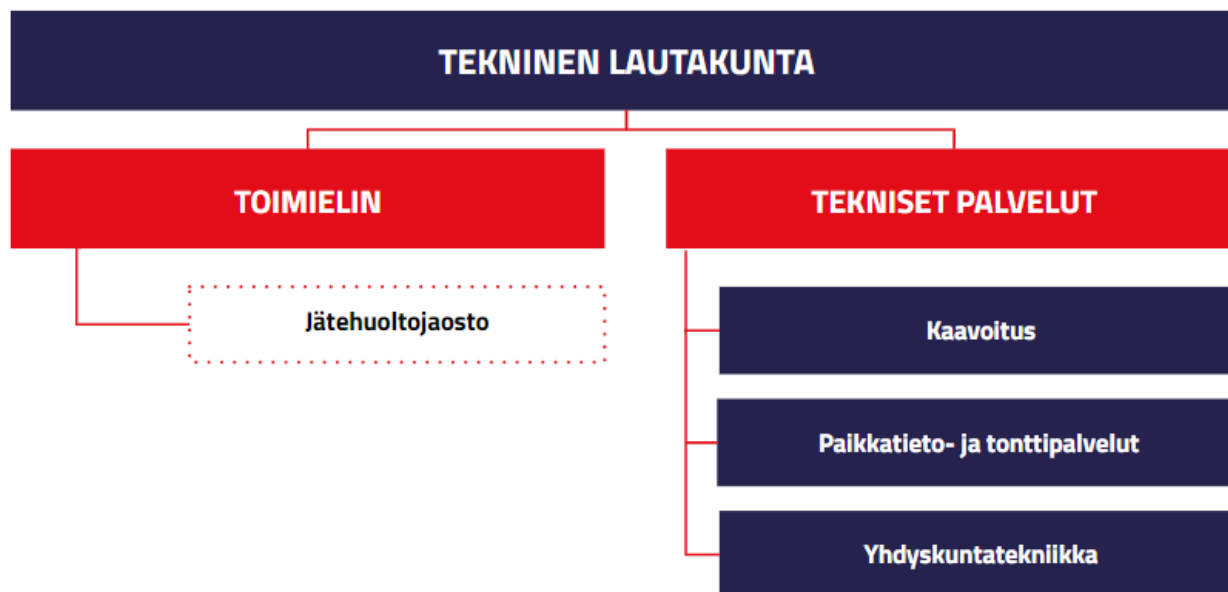 TEKNINEN LAUTAKUNTA
TOIMIELIN
Jätehuoltojaosto
TEKNISET PALVELUT
Kaavoitus
Paikkatieto- ja tonttipalvelut
Yhdyskuntatekniikka